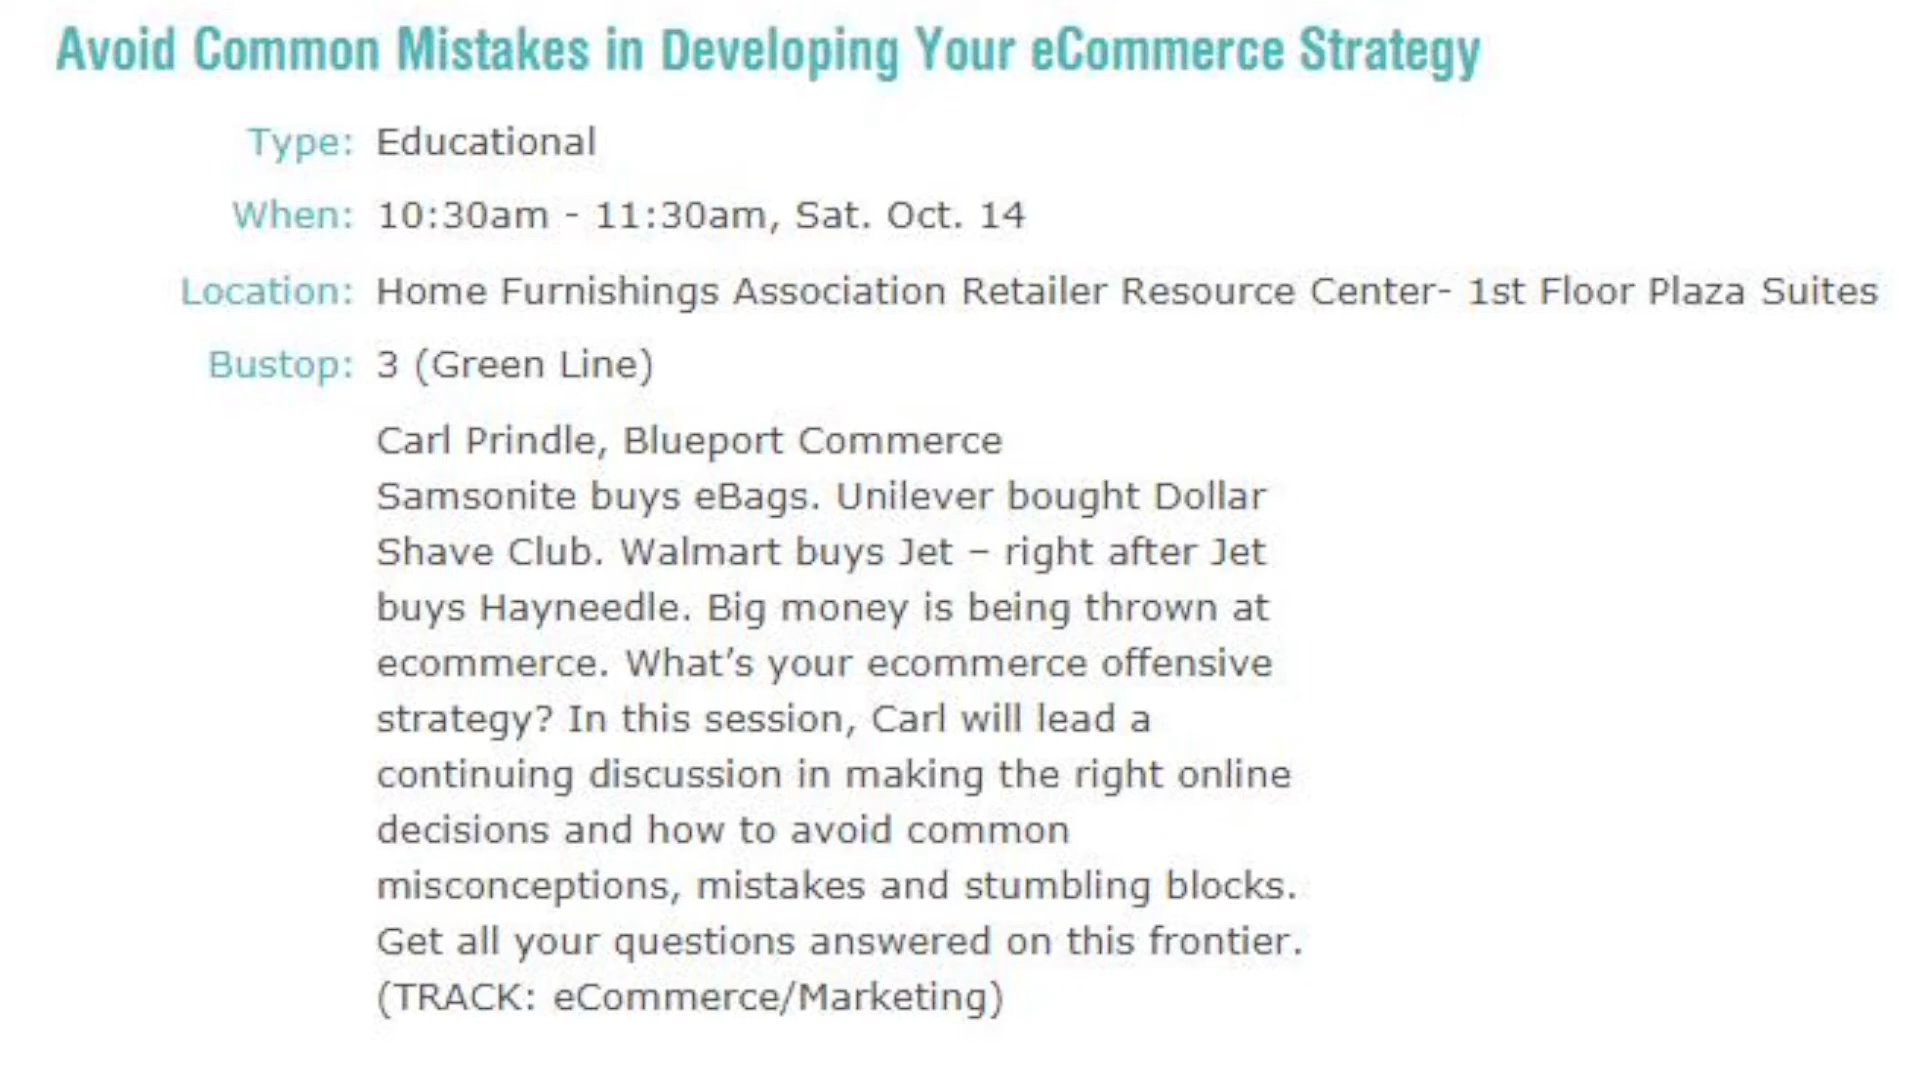 Avoid Common Mistakes in Developing Your eCommerce Strategy
Type: Educational
When: 10:30am - 11:30am, Sat. Oct. 14
Location: Home Furnishings Association Retailer Resource Center- 1st Floor Plaza Suites
Bustop: 3 (Green Line)
Carl Prindle, Blueport Commerce
Samsonite buys eBags. Unilever bought Dollar
Shave Club. Walmart buys Jet – right after Jet
buys Hayneedle. Big money is being thrown at
ecommerce. What’s your ecommerce offensive
strategy? In this session, Carl will lead a
continuing discussion in making the right online
decisions and how to avoid common
misconceptions, mistakes and stumbling blocks.
Get all your questions answered on this frontier.
(TRACK: eCommerce/Marketing)